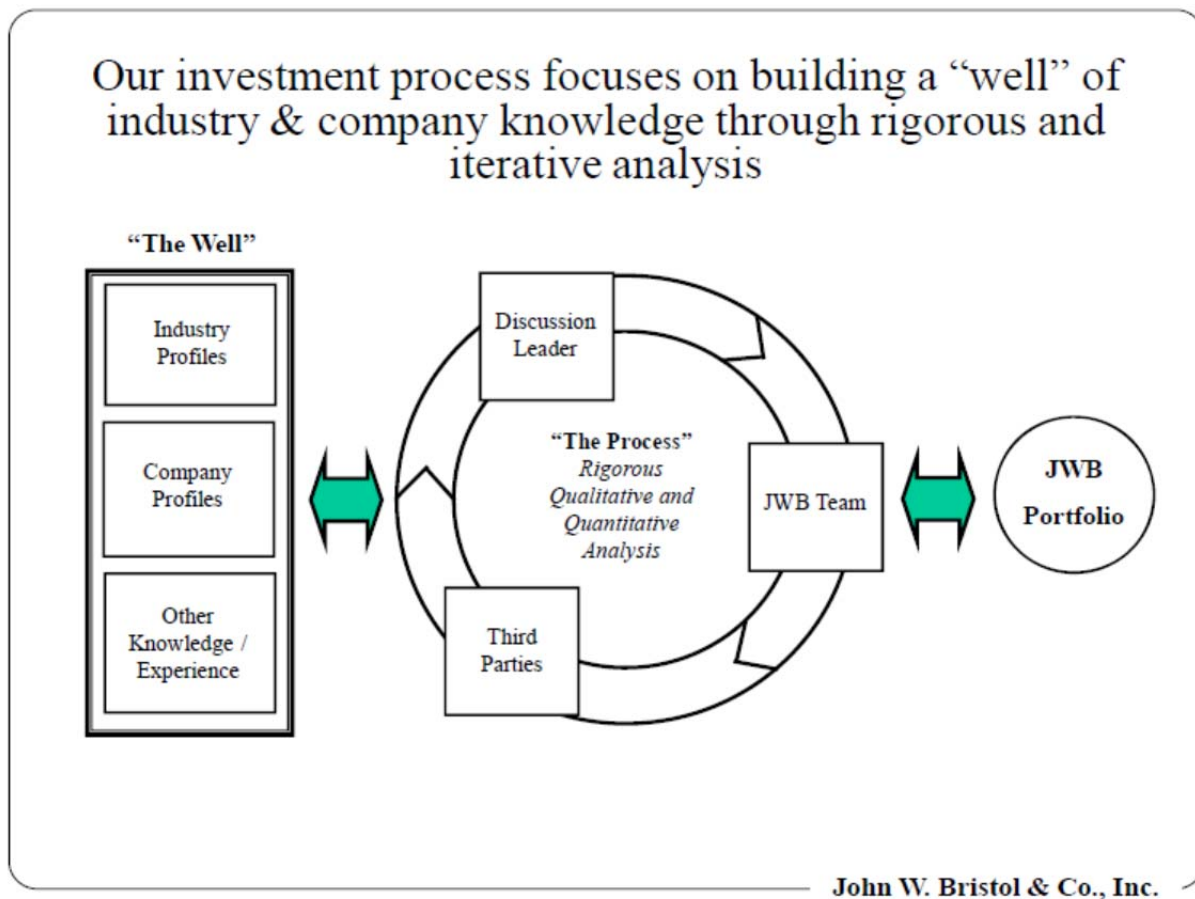 Our investment process focuses on building a “well” of
industry & company knowledge through rigorous and
iterative analysis
“The Well”
Industry
Profiles
Company
Profiles
Other
Knowledge /
Experience
Discussion
Leader
“The Process”
Rigorous
Qualitative and
Quantitative
Analysis
JWB Team
Third
Parties
JWB
Portfolio
John W. Bristol & Co., Inc.